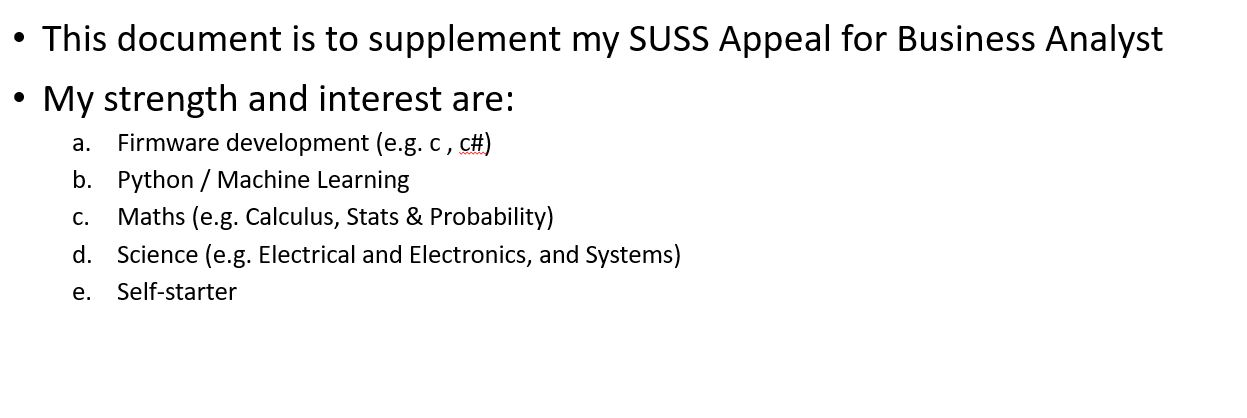 • This document is to supplement my SUSS Appeal for Business Analyst
• My strength and interest are:
a. Firmware development (e.g. c , c#)
b. Python / Machine Learning
c. Maths (e.g. Calculus, Stats & Probability)
d. Science (e.g. Electrical and Electronics, and Systems)
e. Self-starter